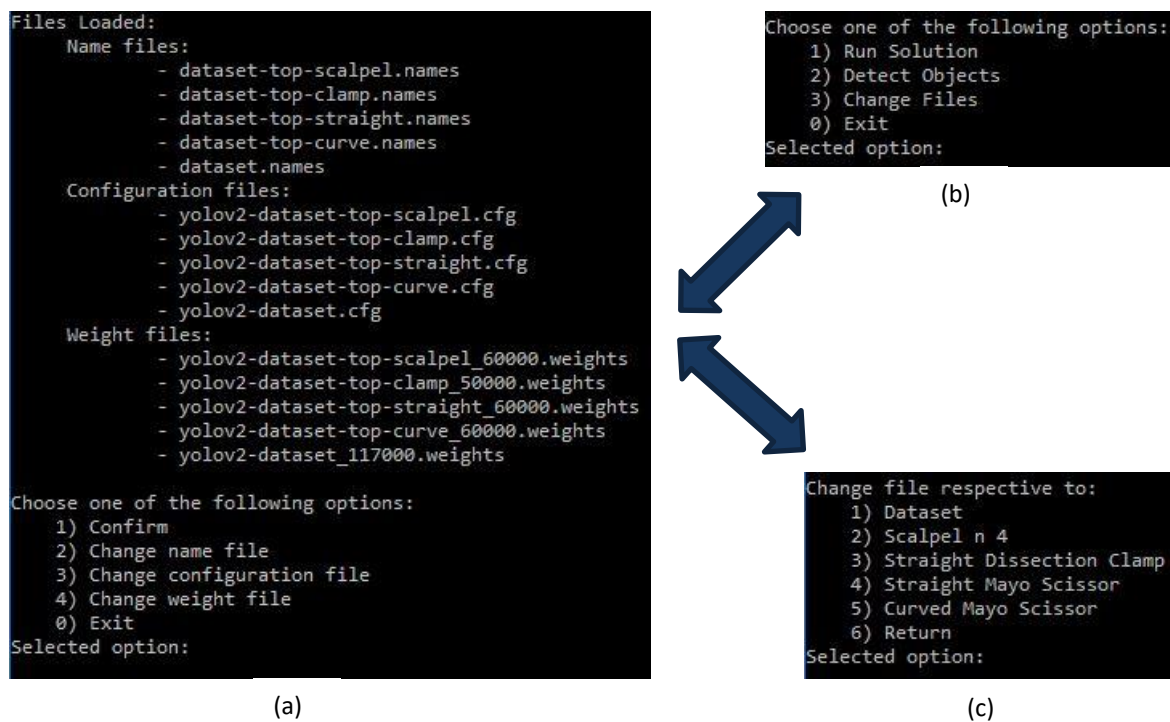 Files Loaded:
Name files:
- dataset-top-scalpel.names
- dataset-top-clamp.names
- dataset-top-straight.names
- dataset-top-curve.names
- dataset.names
Configuration files:
- yolov2-dataset-top-scalpel.cfg
- yolov2-dataset-top-clamp.cfg
- yolov2-dataset-top-straight.cfg
- yolov2-dataset-top-curve.cfg
- yolov2-dataset.cfg
Weight files:
- yolov2-dataset-top-scalpel_60000.weights
- yolov2-dataset-top-clamp_50000.weights
- yolov2-dataset-top-straight_60000.weights
- yolov2-dataset-top-curve_60000.weights
- yolov2-dataset_117000.weights
Choose one of the following options:
1) Confirm
2) Change name file
3) Change configuration file
4) Change weight file
0) Exit
Selected option:
(a)
Choose one of the following options:
1) Run Solution
2) Detect Objects
3) Change Files
0) Exit
Selected option:
(b)
Change file respective to:
1) Dataset
2) Scalpel n 4
3) Straight Dissection Clamp
4) Straight Mayo Scissor
5) Curved Mayo Scissor
6) Return
Selected option:
(c)